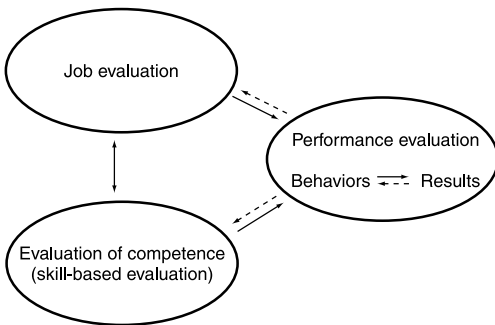 Job evaluation
Performance evaluation
Behaviors Results
Evaluation of competence
(skill-based evaluation)